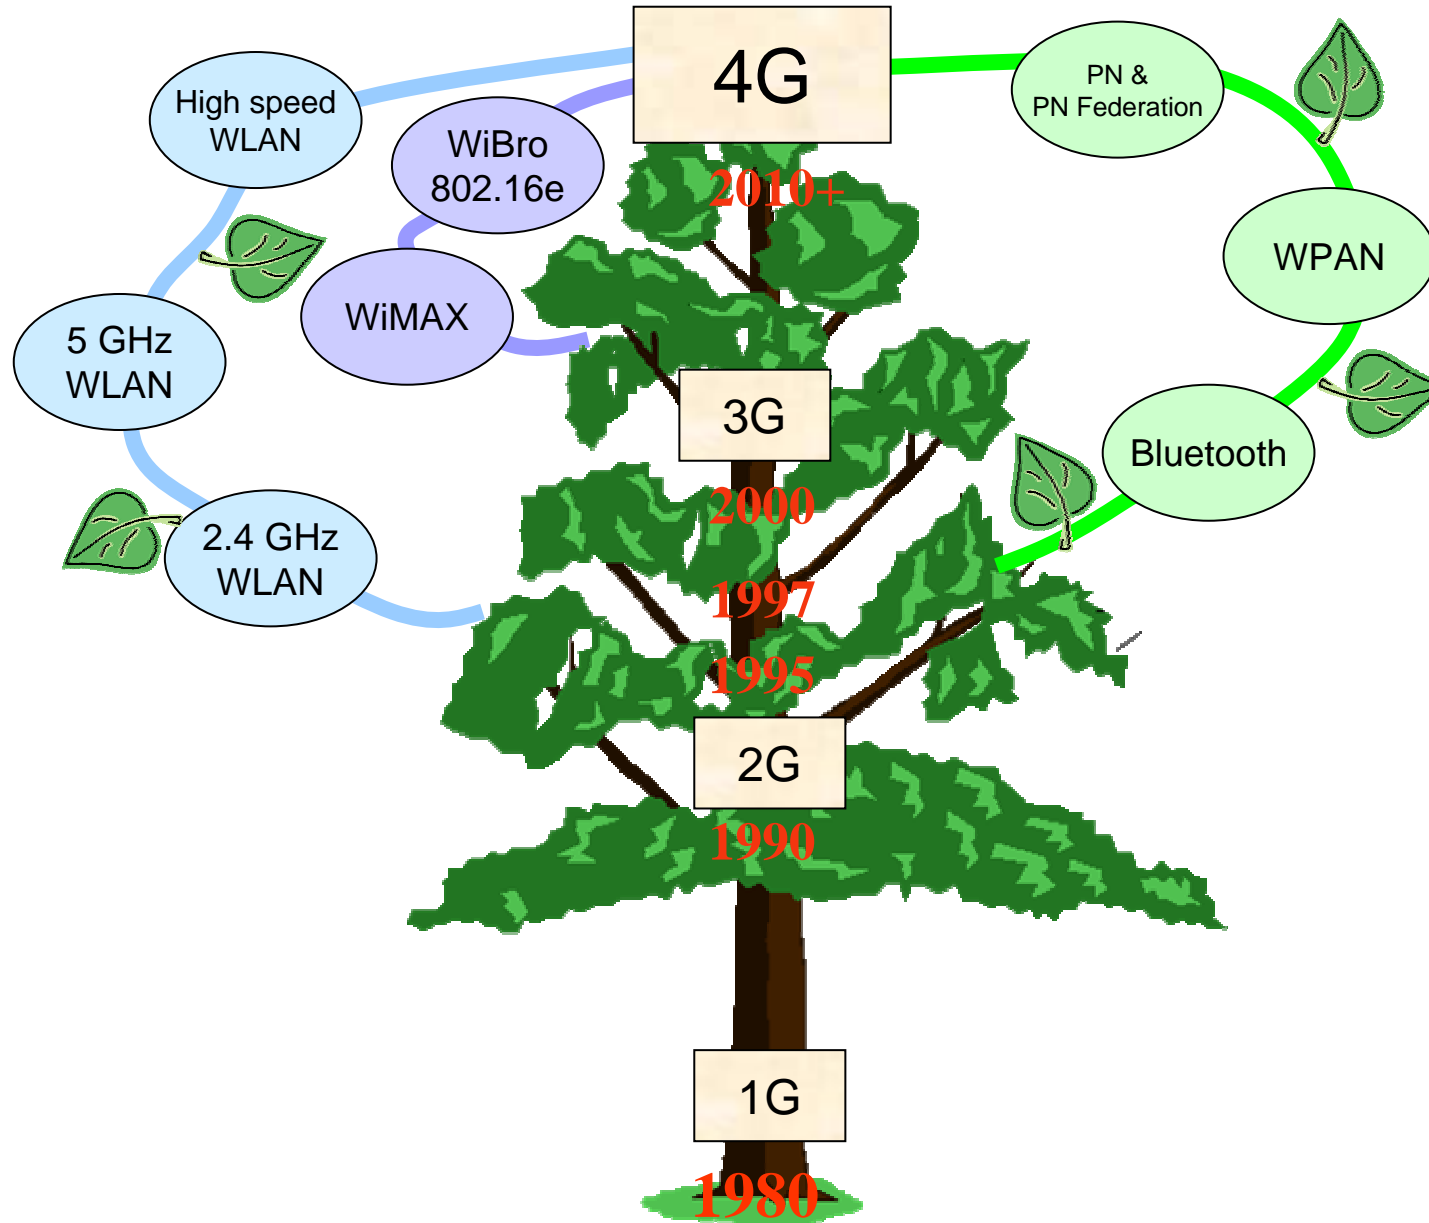 4G
PN &
PN Federation
High speed
WLAN
WiBro
802.16e
2010+
WPAN
WiMAX
5 GHz
WLAN
3G
Bluetooth
2000
2.4 GHz
WLAN
1997
1995
2G
1990
1G
1980